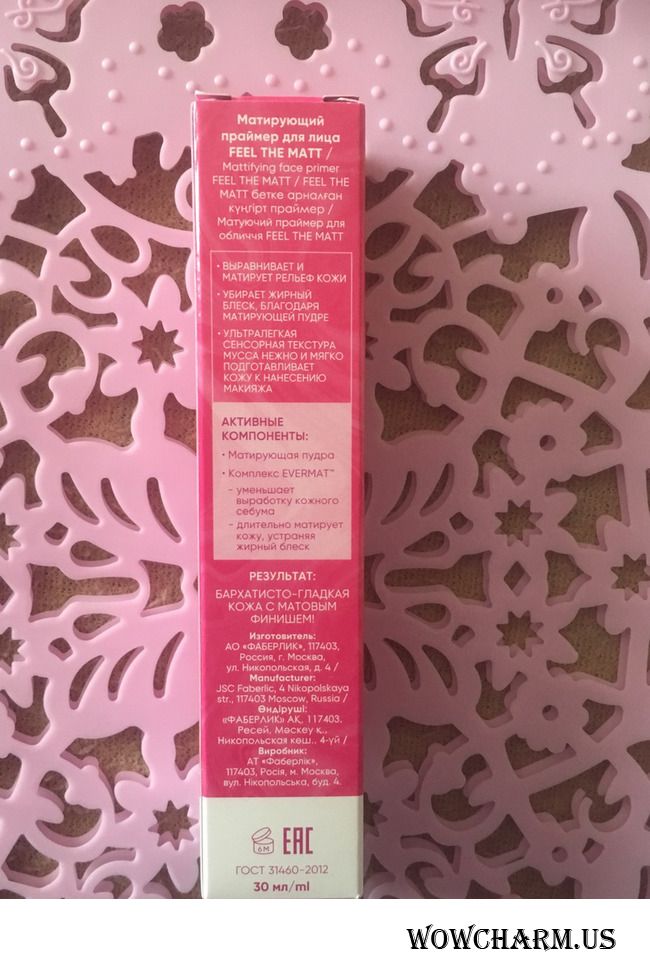 Матирующий
праймер для лица
FEEL THE MATT /
Mattifying face primer
FEEL THE MATT / FEEL THE
MATT бетке арналған
күңгірт праймер /
Матуючий праймер для
обличчя FEEL THE MATT
• ВЫРАВНИВАЕТ И
МАТИРУЕТ РЕЛЬЕФ КОЖИ
• УБИРАЕТ ЖИРНЫЙ
БЛЕСК, БЛАГОДАРЯ
МАТИРУЮЩЕЙ ПУДРЕ
• УЛЬТРАЛЕГКАЯ
СЕНСОРНАЯ ТЕКСТУРА
МУССА НЕЖНО И МЯГКО
ПОДГОТАВЛИВАЕТ
КОЖУ К НАНЕСЕНИЮ
МАКИЯЖА
АКТИВНЫЕ
КОМПОНЕНТЫ:
• Матирующая пудра
• Комплекс EVERMAT™
- уменьшает
выработку кожного
себума
- длительно матирует
кожу, устраняя
жирный блеск
РЕЗУЛЬТАТ:
БАРХАТИСТО-ГЛАДКАЯ
КОЖА С МАТОВЫМ
ФИНИШЕМ!
Изготовитель:
АО «ФАБЕРЛИК», 117403,
Россия, г. Москва,
ул. Никопольская, д. 4 /
Manufacturer:
JSC Faberlic, 4 Nikopolskaya
str., 117403 Moscow, Russia /
Өндіруші:
«ФАБЕРЛИК» АҚ, 117403.
Ресей, Мәскеу қ.,
Никопольская көш.. 4-үй /
Виробник:
АТ «Фаберлік»,
117403, Росія, м. Москва,
вул. Нікопольська, буд. 4.
6M EAC
ГОСТ 31460-2012
30 мл/ml
WOWCHARM.US